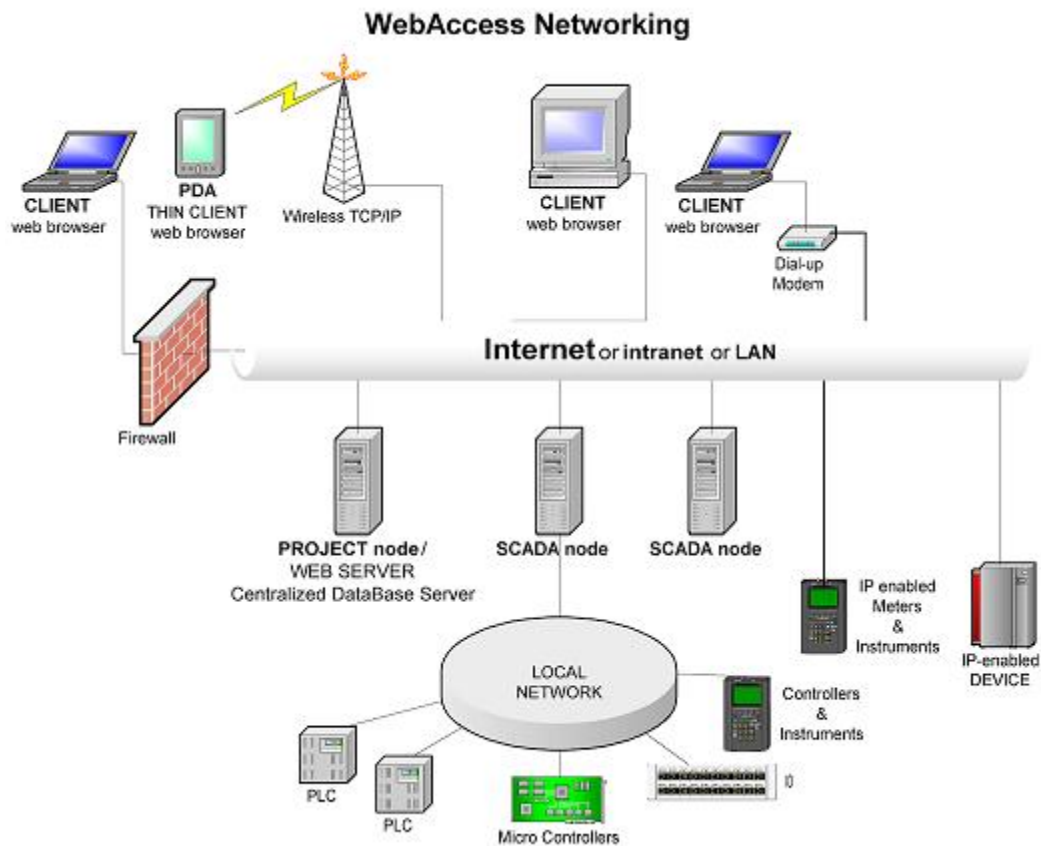 WebAccess Networking
CLIENT
web browser
PDA
THIN CLIENT
web browser
Wireless TCP/IP
CLIENT
web browser
CLIENT
web browser
Dial-up
Modem
Internet or intranet or LAN
Firewall
PROJECT node/
WEB SERVER
Centralized DataBase Server
SCADA node
SCADA node
IP enabled
Meters
&
Instruments
IP-enabled
DEVICE
LOCAL
NETWORK
Controllers
&
Instruments
PLC
PLC
Micro Controllers
IO